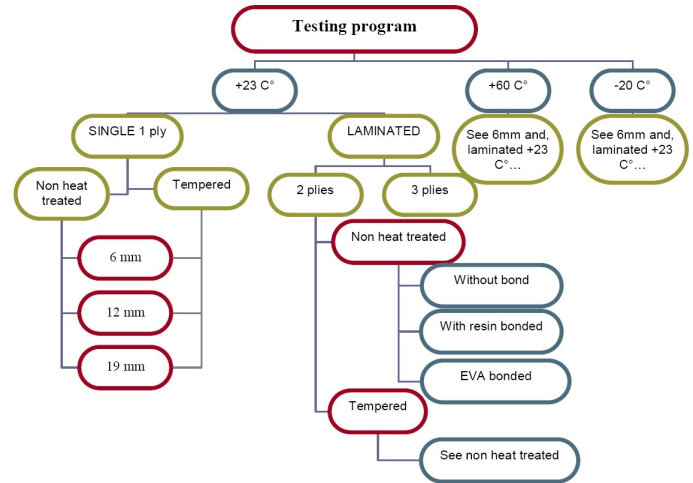 Testing program
+23 C°
+60 C°
-20 C°
SINGLE 1 ply
LAMINATED
See 6mm and,
laminated +23
C°…
See 6mm and,
laminated +23
C°…
Non heat
treated
Tempered
2 plies
3 plies
6 mm
12 mm
19 mm
Non heat treated
Without bond
With resin bonded
EVA bonded
Tempered
See non heat treated